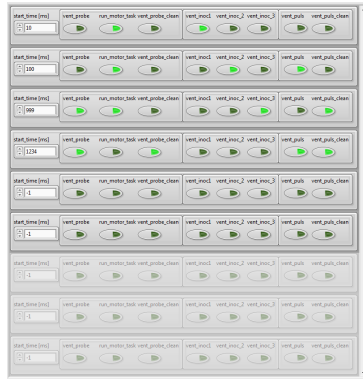 start_time [ms] vent_probe run_motor_task vent_probe_clean vent_inoc1 vent_inoc_2 vent_inoc_3 vent_puls vent_puls_clean
10
start_time [ms] vent_probe run_motor_task vent_probe_clean vent_inoc1 vent_inoc_2 vent_inoc_3 vent_puls vent_puls_clean
100
start_time [ms] vent_probe run_motor_task vent_probe_clean vent_inoc1 vent_inoc_2 vent_inoc_3 vent_puls vent_puls_clean
999
start_time [ms] vent_probe run_motor_task vent_probe_clean vent_inoc1 vent_inoc_2 vent_inoc_3 vent_puls vent_puls_clean
1234
start_time [ms] vent_probe run_motor_task vent_probe_clean vent_inoc1 vent_inoc_2 vent_inoc_3 vent_puls vent_puls_clean
-1
start_time [ms] vent_probe run_motor_task vent_probe_clean vent_inoc1 vent_inoc_2 vent_inoc_3 vent_puls vent_puls_clean
-1
start_time [ms] vent_probe run_motor_task vent_probe_clean vent_inoc1 vent_inoc_2 vent_inoc_3 vent_puls vent_puls_clean
-1
start_time [ms] vent_probe run_motor_task vent_probe_clean vent_inoc1 vent_inoc_2 vent_inoc_3 vent_puls vent_puls_clean
-1
start_time [ms] vent_probe run_motor_task vent_probe_clean vent_inoc1 vent_inoc_2 vent_inoc_3 vent_puls vent_puls_clean
-1